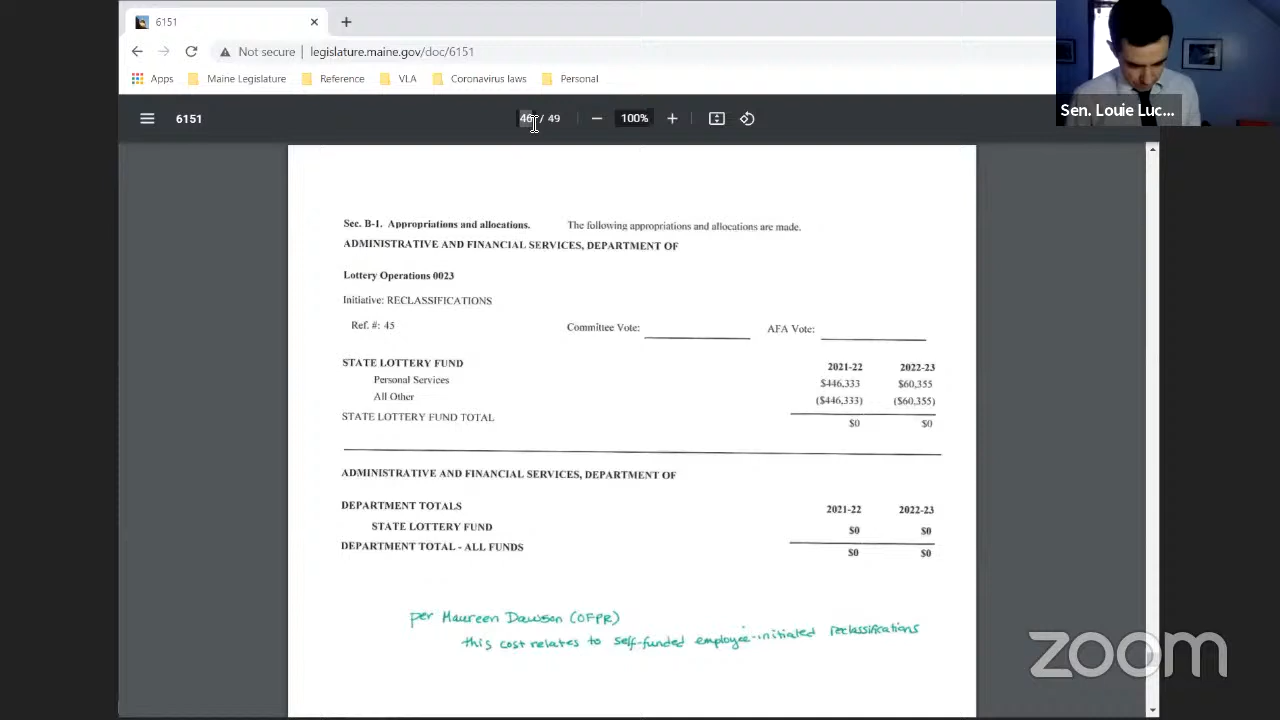 6151
Not secure | legislature.maine.gov/doc/6151
Apps Maine Legislature Reference VLA Coronavirus laws Personal
Sen. Louie Luc...
6151 46 / 49 100%
Sec. B-1. Appropriations and allocations. The following appropriations and allocations are made.
ADMINISTRATIVE AND FINANCIAL SERVICES, DEPARTMENT OF
Lottery Operations 0023
Initiative: RECLASSIFICATIONS
Ref. #: 45 Committee Vote: AFA Vote:
STATE LOTTERY FUND 2021-22 2022-23
Personal Services $446,333 $60,355
All Other ($446,333) ($60,355)
STATE LOTTERY FUND TOTAL $0 $0
ADMINISTRATIVE AND FINANCIAL SERVICES, DEPARTMENT OF
DEPARTMENT TOTALS 2021-22 2022-23
STATE LOTTERY FUND $0 $0
DEPARTMENT TOTAL - ALL FUNDS $0 $0
per Maureen Dawson (OFPR)
this cost relates to self-funded employee-initiated reclassifications
zoom